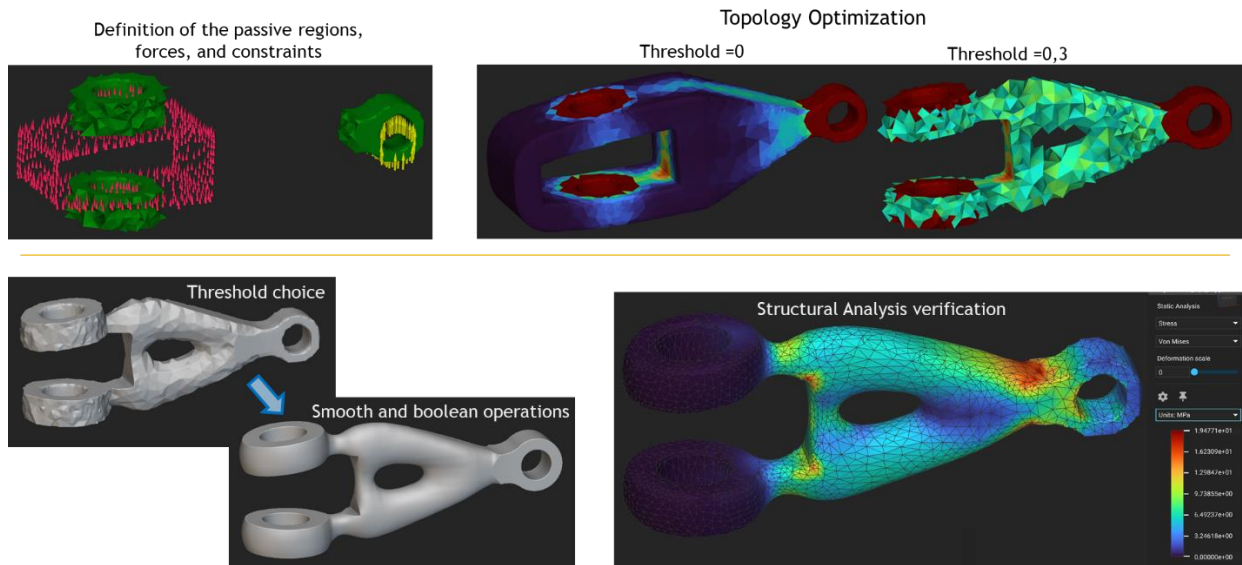 Definition of the passive regions,
forces, and constraints
Topology Optimization
Threshold =0
Threshold =0,3
Threshold choice
Smooth and boolean operations
Structural Analysis verification
Static Analysis
Stress
Von Mises
Deformation scale
0
Units: MPa
1.94771e+01
1.62309e+01
1.29847e+01
9.73855e+00
6.49237e+00
3.24618e+00
0.00000e+00